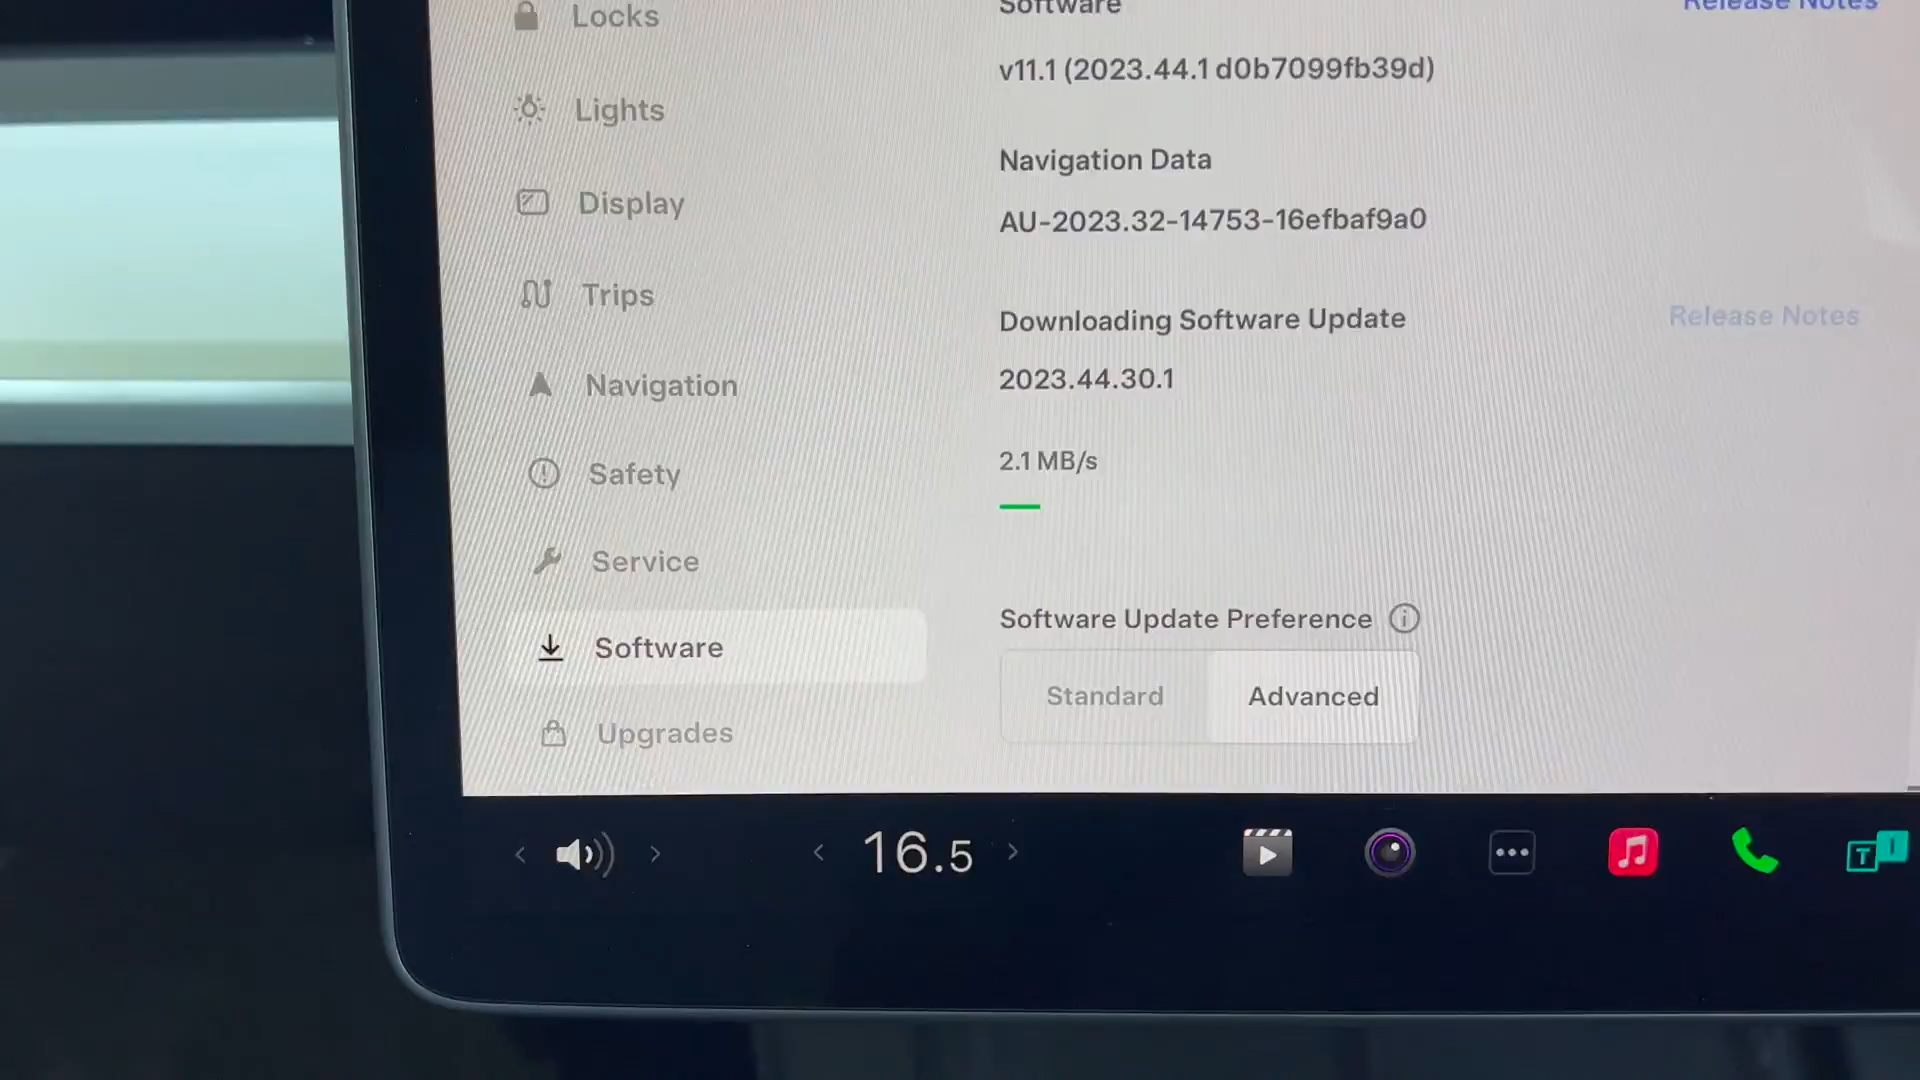 Locks
Lights
Display
Trips
Navigation
Safety
Service
Software
Upgrades
Software
Release Notes
v11.1 (2023.44.1 d0b7099fb39d)
Navigation Data
AU-2023.32-14753-16efbaf9a0
Downloading Software Update
Release Notes
2023.44.30.1
2.1 MB/s
Software Update Preference
Standard
Advanced
16.5
T